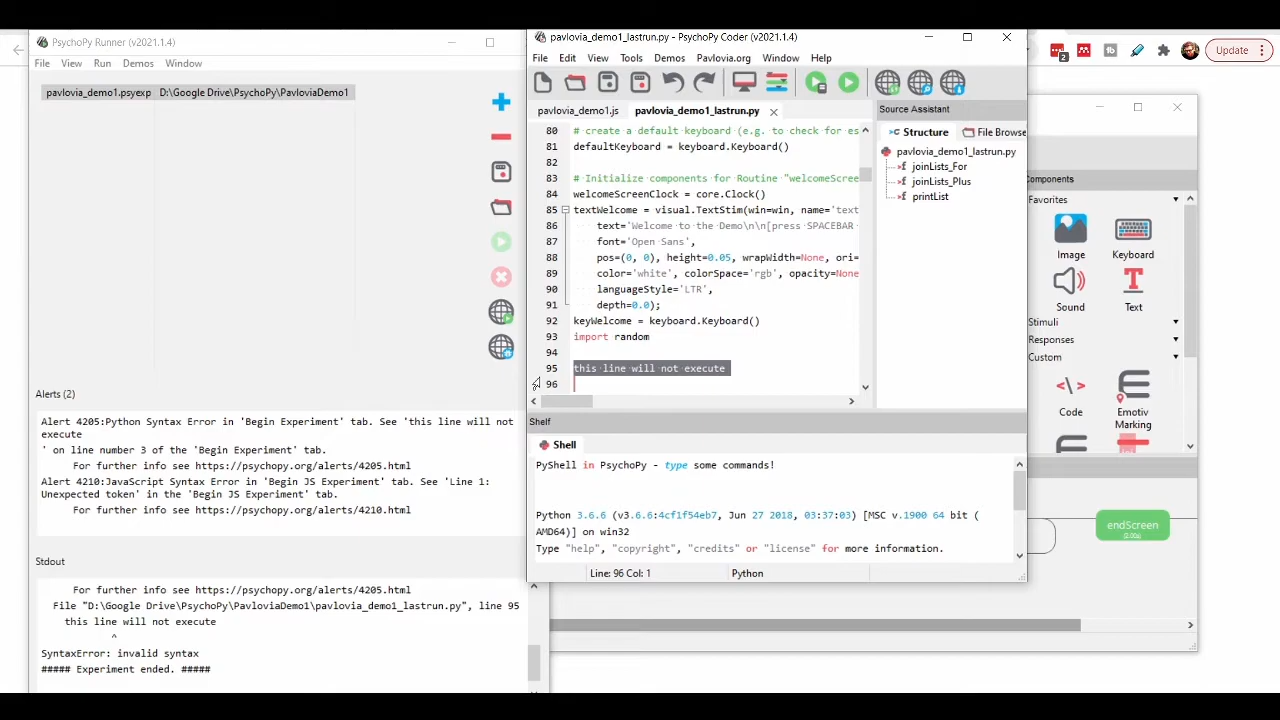 PsychoPy Runner (v2021.1.4)
File View Run Demos Window
pavlovia_demo1.psyexp D:\Google Drive\PsychoPy\PavloviaDemo1
Alerts (2)
Alert 4205:Python Syntax Error in 'Begin Experiment' tab. See 'this line will not
execute
' on line number 3 of the 'Begin Experiment' tab.
For further info see https://psychopy.org/alerts/4205.html
Alert 4210:JavaScript Syntax Error in 'Begin JS Experiment' tab. See 'Line 1:
Unexpected token' in the 'Begin JS Experiment' tab.
For further info see https://psychopy.org/alerts/4210.html
Stdout
For further info see https://psychopy.org/alerts/4205.html
File "D:\Google Drive\PsychoPy\PavloviaDemo1\pavlovia_demo1_lastrun.py", line 95
this line will not execute
^
SyntaxError: invalid syntax
##### Experiment ended. #####
pavlovia_demo1_lastrun.py - PsychoPy Coder (v2021.1.4)
File Edit View Tools Demos Pavlovia.org Window Help
pavlovia_demo1.js pavlovia_demo1_lastrun.py
80 # create a default keyboard (e.g. to check for es
81 defaultKeyboard = keyboard.Keyboard()
82
83 # Initialize components for Routine "welcomeScree
84 welcomeScreenClock = core.Clock()
85 textWelcome = visual.TextStim(win=win, name='text
86 text='Welcome to the Demo\n\n[press SPACEBAR
87 font='Open Sans',
88 pos=(0, 0), height=0.05, wrapWidth=None, ori=
89 color='white', colorSpace='rgb', opacity=None
90 languageStyle='LTR',
91 depth=0.0);
92 keyWelcome = keyboard.Keyboard()
93 import random
94
95 this line will not execute
96
Source Assistant
Structure File Browse
pavlovia_demo1_lastrun.py
f joinLists_For
f joinLists_Plus
f printList
Shelf
Shell
PyShell in PsychoPy - type some commands!
Python 3.6.6 (v3.6.6:4cf1f54eb7, Jun 27 2018, 03:37:03) [MSC v.1900 64 bit (
AMD64)] on win32
Type "help", "copyright", "credits" or "license" for more information.
Line: 96 Col: 1 Python
2
Update
Components
Favorites
Image Keyboard
Sound Text
Stimuli
Responses
Custom
Code Emotiv
Marking
endScreen